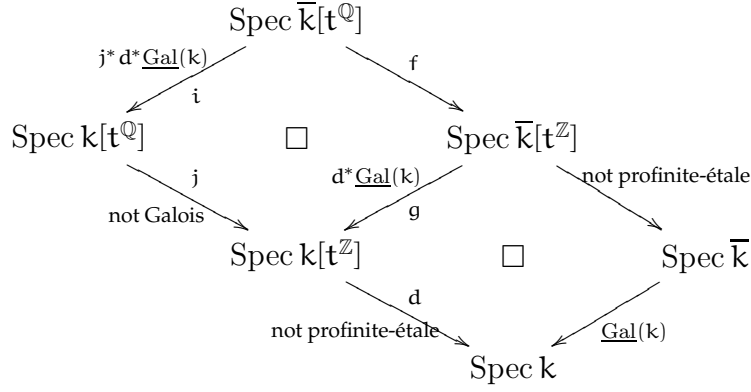 Spec k̅[t^ℚ]
j* d* Gal(k)
i
f
Spec k[t^ℚ]
□
Spec k̅[t^ℤ]
j
not Galois
d* Gal(k)
g
not profinite-étale
Spec k[t^ℤ]
□
Spec k̅
d
not profinite-étale
Gal(k)
Spec k